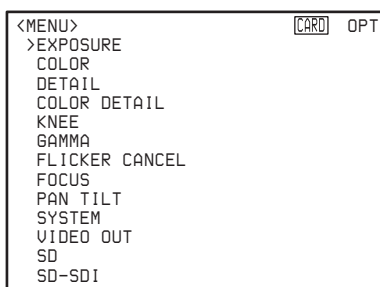 <MENU> CARD OPT
>EXPOSURE
COLOR
DETAIL
COLOR DETAIL
KNEE
GAMMA
FLICKER CANCEL
FOCUS
PAN TILT
SYSTEM
VIDEO OUT
SD
SD-SDI